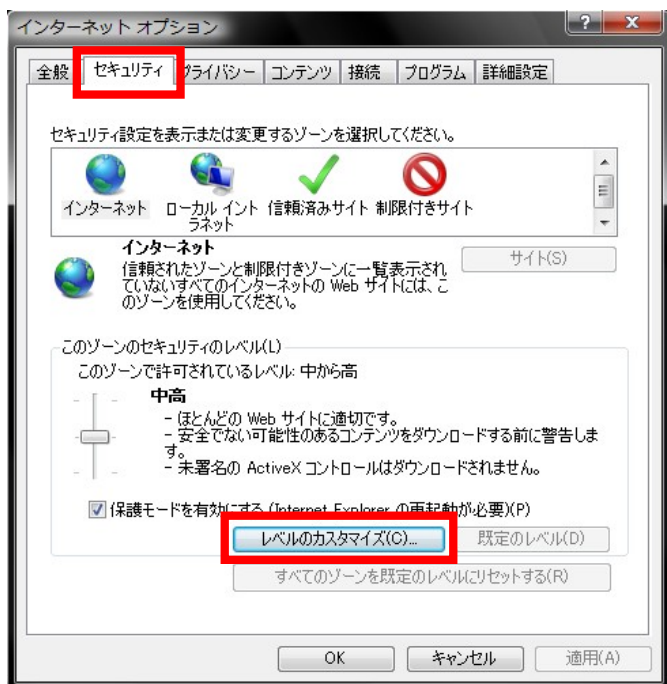 インターネット オプション
全般 セキュリティ プライバシー コンテンツ 接続 プログラム 詳細設定
セキュリティ設定を表示または変更するゾーンを選択してください。
インターネット ローカル イント 信頼済みサイト 制限付きサイト
ラネット
インターネット
サイト(S)
信頼されたゾーンと制限付きゾーンに一覧表示され
ていないすべてのインターネットの Web サイトには、こ
のゾーンを使用してください。
このゾーンのセキュリティのレベル(L)
このゾーンで許可されているレベル: 中から高
中高
- ほとんどの Web サイトに適切です。
- 安全でない可能性のあるコンテンツをダウンロードする前に警告しま
す。
- 未署名の ActiveX コントロールはダウンロードされません。
保護モードを有効にする (Internet Explorer の再起動が必要)(P)
レベルのカスタマイズ(C)... 既定のレベル(D)
すべてのゾーンを既定のレベルにリセットする(R)
OK キャンセル 適用(A)